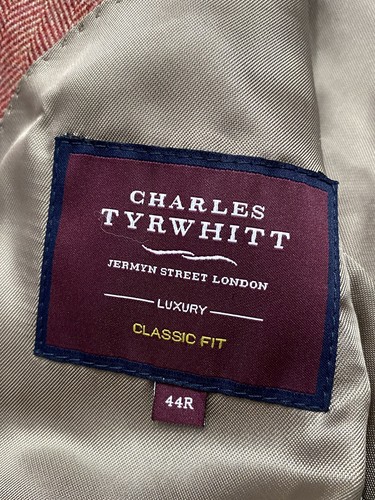 CHARLES
TYRWHITT
JERMYN STREET LONDON
LUXURY
CLASSIC FIT
44R